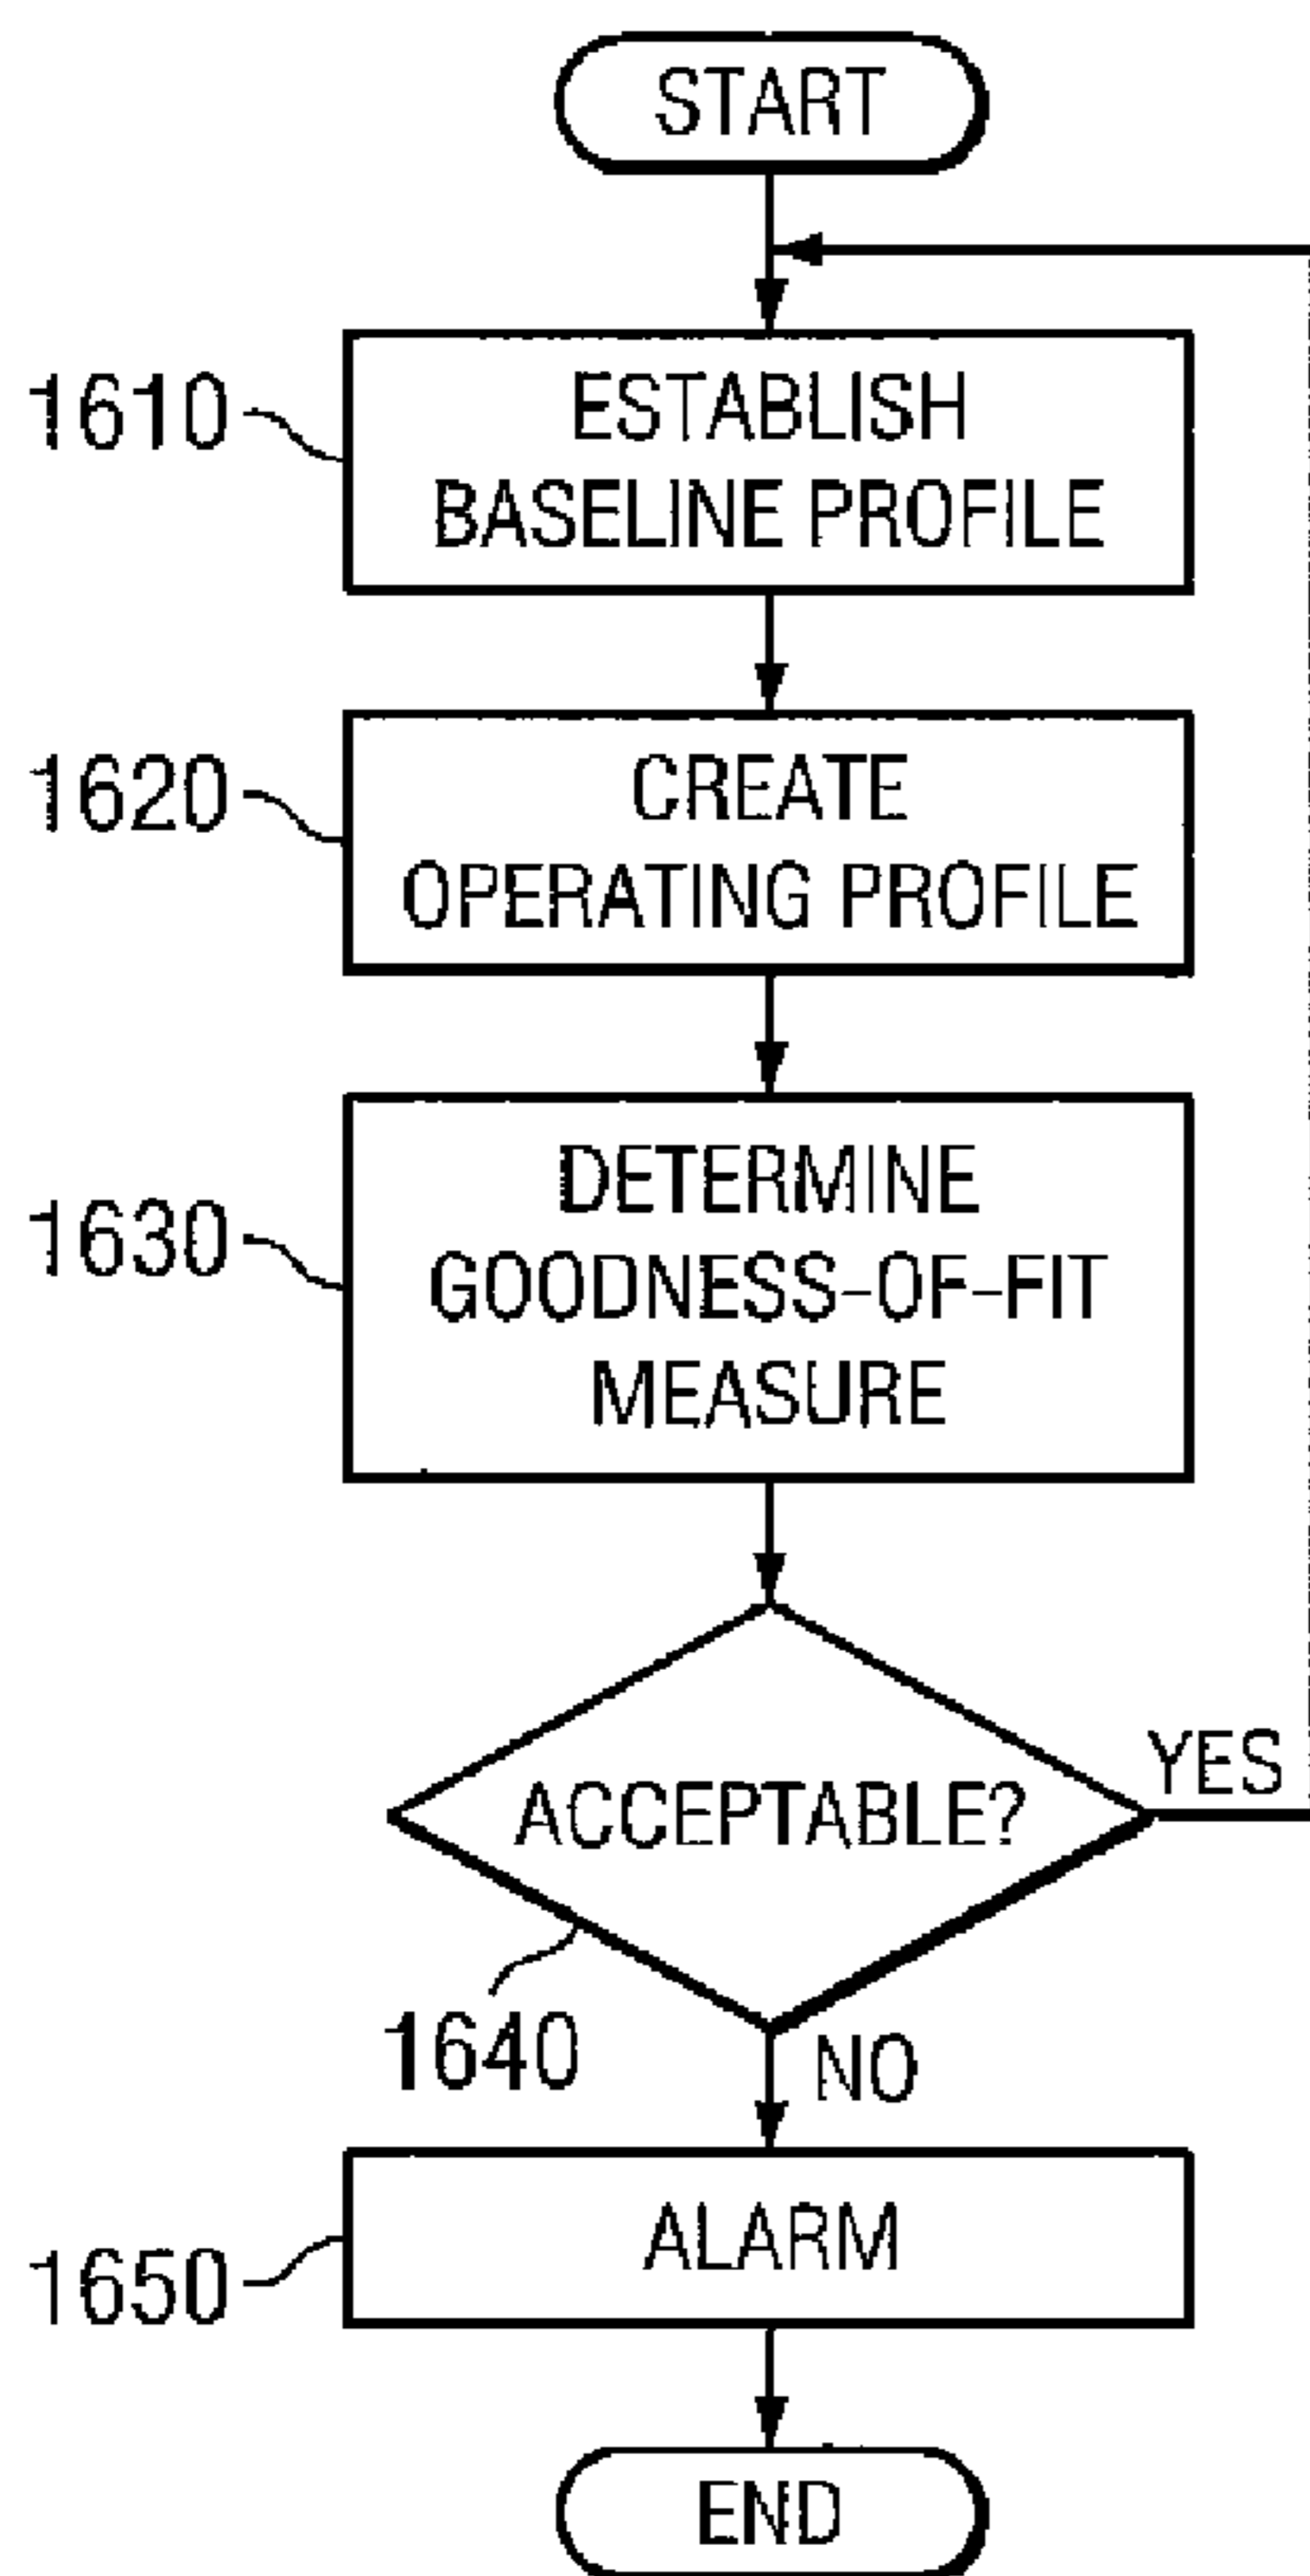 START
1610
ESTABLISH
BASELINE PROFILE
1620
CREATE
OPERATING PROFILE
1630
DETERMINE
GOODNESS-OF-FIT
MEASURE
ACCEPTABLE?
YES
1640
NO
1650
ALARM
END